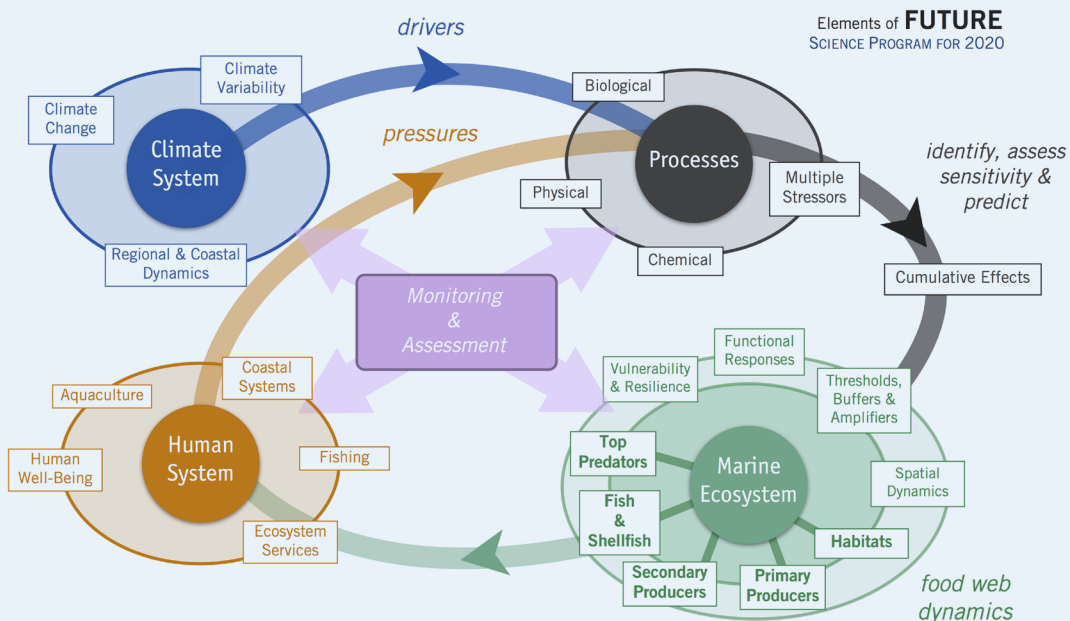 Elements of FUTURE
SCIENCE PROGRAM FOR 2020
drivers
Climate
Variability
Climate
Change
Climate
System
Regional & Coastal
Dynamics
pressures
Biological
Processes
Physical
Multiple
Stressors
Chemical
identify, assess
sensitivity &
predict
Cumulative Effects
Monitoring
&
Assessment
Coastal
Systems
Aquaculture
Human
System
Human
Well-Being
Fishing
Ecosystem
Services
Functional
Responses
Vulnerability
& Resilience
Thresholds,
Buffers &
Amplifiers
Top
Predators
Marine
Ecosystem
Spatial
Dynamics
Fish
&
Shellfish
Habitats
Secondary
Producers
Primary
Producers
food web
dynamics